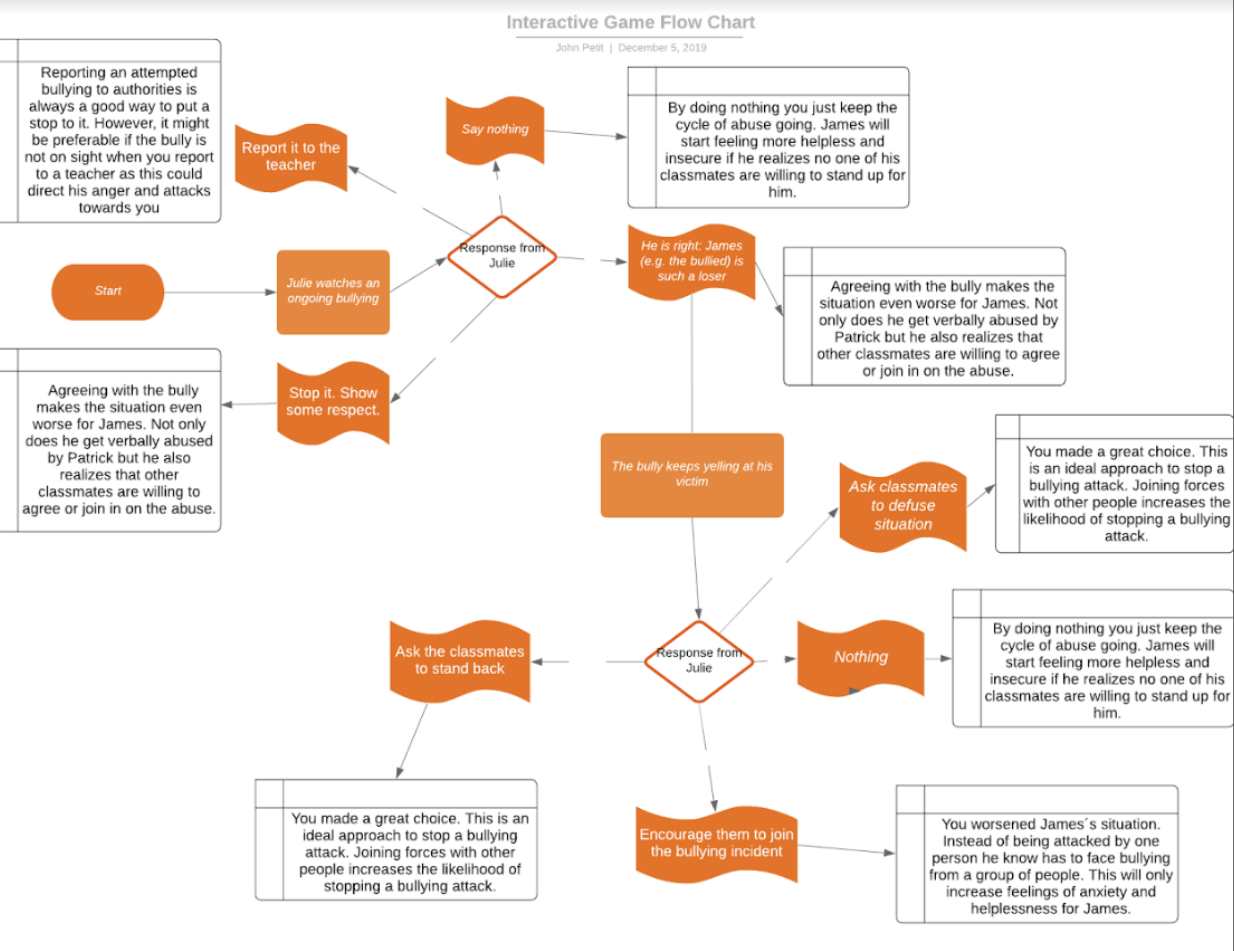 Interactive Game Flow Chart
John Petit | December 5, 2019
Reporting an attempted
bullying to authorities is
always a good way to put a
stop to it. However, it might
be preferable if the bully is
not on sight when you report
to a teacher as this could
direct his anger and attacks
towards you
Report it to the
teacher
Say nothing
By doing nothing you just keep the
cycle of abuse going. James will
start feeling more helpless and
insecure if he realizes no one of his
classmates are willing to stand up for
him.
Start
Julie watches an
ongoing bullying
Response from
Julie
He is right: James
(e.g. the bullied) is
such a loser
Agreeing with the bully makes the
situation even worse for James. Not
only does he get verbally abused by
Patrick but he also realizes that
other classmates are willing to agree
or join in on the abuse.
Agreeing with the bully
makes the situation even
worse for James. Not only
does he get verbally abused
by Patrick but he also
realizes that other
classmates are willing to
agree or join in on the abuse.
Stop it. Show
some respect.
The bully keeps yelling at his
victim
Ask classmates
to defuse
situation
You made a great choice. This
is an ideal approach to stop a
bullying attack. Joining forces
with other people increases the
likelihood of stopping a bullying
attack.
Ask the classmates
to stand back
Response from
Julie
Nothing
By doing nothing you just keep the
cycle of abuse going. James will
start feeling more helpless and
insecure if he realizes no one of his
classmates are willing to stand up for
him.
You made a great choice. This is an
ideal approach to stop a bullying
attack. Joining forces with other
people increases the likelihood of
stopping a bullying attack.
Encourage them to join
the bullying incident
You worsened James´s situation.
Instead of being attacked by one
person he know has to face bullying
from a group of people. This will only
increase feelings of anxiety and
helplessness for James.